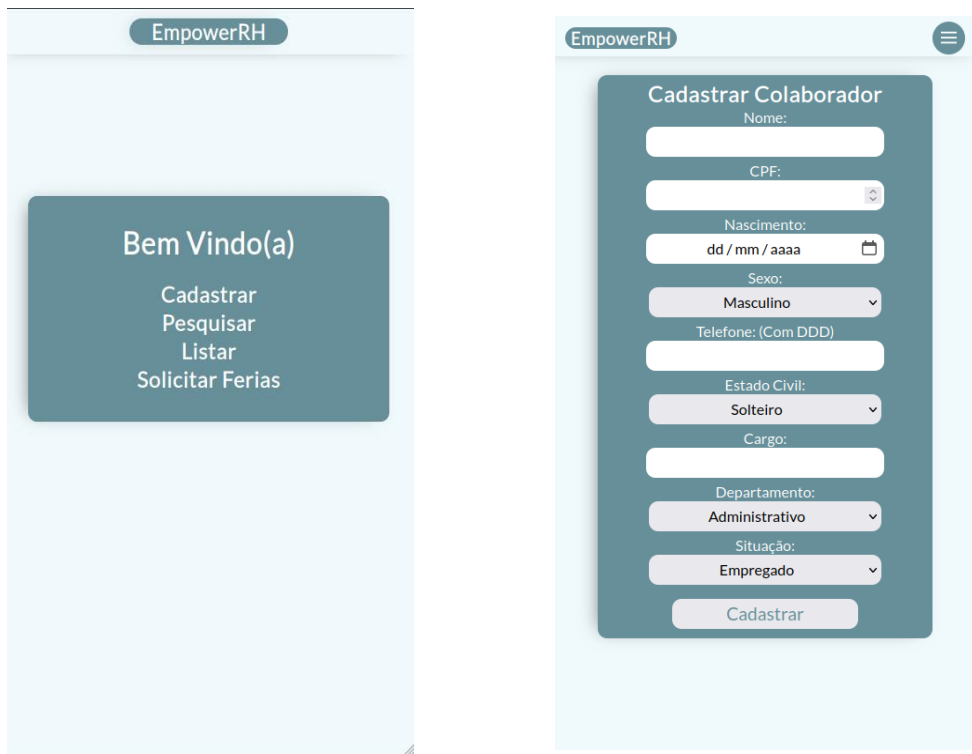 EmpowerRH
Bem Vindo(a)
Cadastrar
Pesquisar
Listar
Solicitar Ferias
EmpowerRH
Cadastrar Colaborador
Nome:
CPF:
Nascimento:
dd / mm / aaaa
Sexo:
Masculino
Telefone: (Com DDD)
Estado Civil:
Solteiro
Cargo:
Departamento:
Administrativo
Situação:
Empregado
Cadastrar